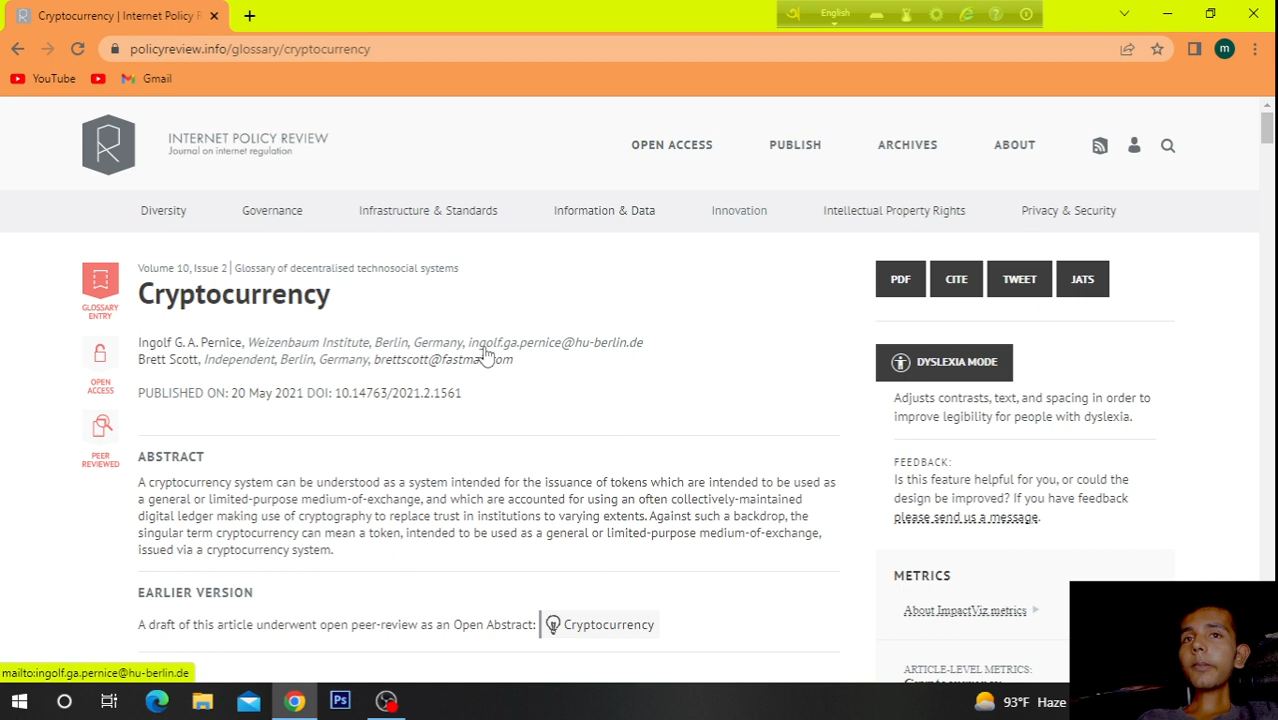 Cryptocurrency | Internet Policy R
English
policyreview.info/glossary/cryptocurrency
m
YouTube
Gmail
INTERNET POLICY REVIEW
Journal on internet regulation
OPEN ACCESS
PUBLISH
ARCHIVES
ABOUT
Diversity
Governance
Infrastructure & Standards
Information & Data
Innovation
Intellectual Property Rights
Privacy & Security
GLOSSARY
ENTRY
OPEN
ACCESS
PEER
REVIEWED
Volume 10, Issue 2 | Glossary of decentralised technosocial systems
Cryptocurrency
Ingolf G. A. Pernice, Weizenbaum Institute, Berlin, Germany, ingolf.ga.pernice@hu-berlin.de
Brett Scott, Independent, Berlin, Germany, brettscott@fastma om
PUBLISHED ON: 20 May 2021 DOI: 10.14763/2021.2.1561
ABSTRACT
A cryptocurrency system can be understood as a system intended for the issuance of tokens which are intended to be used as
a general or limited-purpose medium-of-exchange, and which are accounted for using an often collectively-maintained
digital ledger making use of cryptography to replace trust in institutions to varying extents. Against such a backdrop, the
singular term cryptocurrency can mean a token, intended to be used as a general or limited-purpose medium-of-exchange,
issued via a cryptocurrency system.
EARLIER VERSION
A draft of this article underwent open peer-review as an Open Abstract: Cryptocurrency
PDF
CITE
TWEET
JATS
DYSLEXIA MODE
Adjusts contrasts, text, and spacing in order to
improve legibility for people with dyslexia.
FEEDBACK:
Is this feature helpful for you, or could the
design be improved? If you have feedback
please send us a message.
METRICS
About ImpactViz metrics
ARTICLE-LEVEL METRICS:
mailto:ingolf.ga.pernice@hu-berlin.de
Ps
93°F Haze